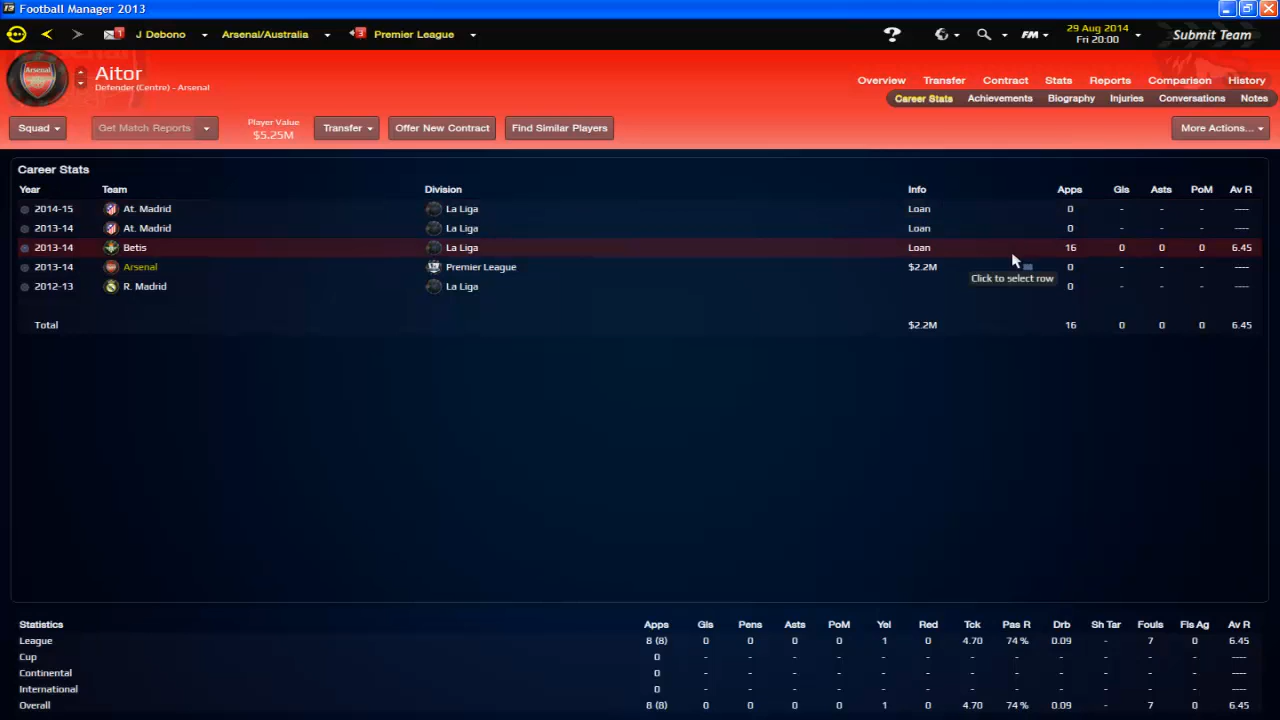 Football Manager 2013
1 J Debono Arsenal/Australia 3 Premier League ? FM 29 Aug 2014 Fri 20:00 Submit Team
Arsenal
Aitor
Defender (Centre) - Arsenal
Overview Transfer Contract Stats Reports Comparison History
Career Stats Achievements Biography Injuries Conversations Notes
Squad Get Match Reports Player Value $5.25M Transfer Offer New Contract Find Similar Players More Actions...
Career Stats
Year Team Division Info Apps Gls Asts PoM Av R
2014-15 At. Madrid La Liga Loan 0 - - - ----
2013-14 At. Madrid La Liga Loan 0 - - - ----
2013-14 Betis La Liga Loan 16 0 0 0 6.45
2013-14 Arsenal Premier League $2.2M 0 - - - ----
Click to select row
2012-13 R. Madrid La Liga 0 - - - ----
Total $2.2M 16 0 0 0 6.45
Statistics Apps Gls Pens Asts PoM Yel Red Tck Pas R Drb Sh Tar Fouls Fls Ag Av R
League 8 (8) 0 0 0 0 1 0 4.70 74% 0.09 - 7 0 6.45
Cup 0 - - - - - - - - - - - - ----
Continental 0 - - - - - - - - - - - - ----
International 0 - - - - - - - - - - - - ----
Overall 8 (8) 0 0 0 0 1 0 4.70 74% 0.09 - 7 0 6.45